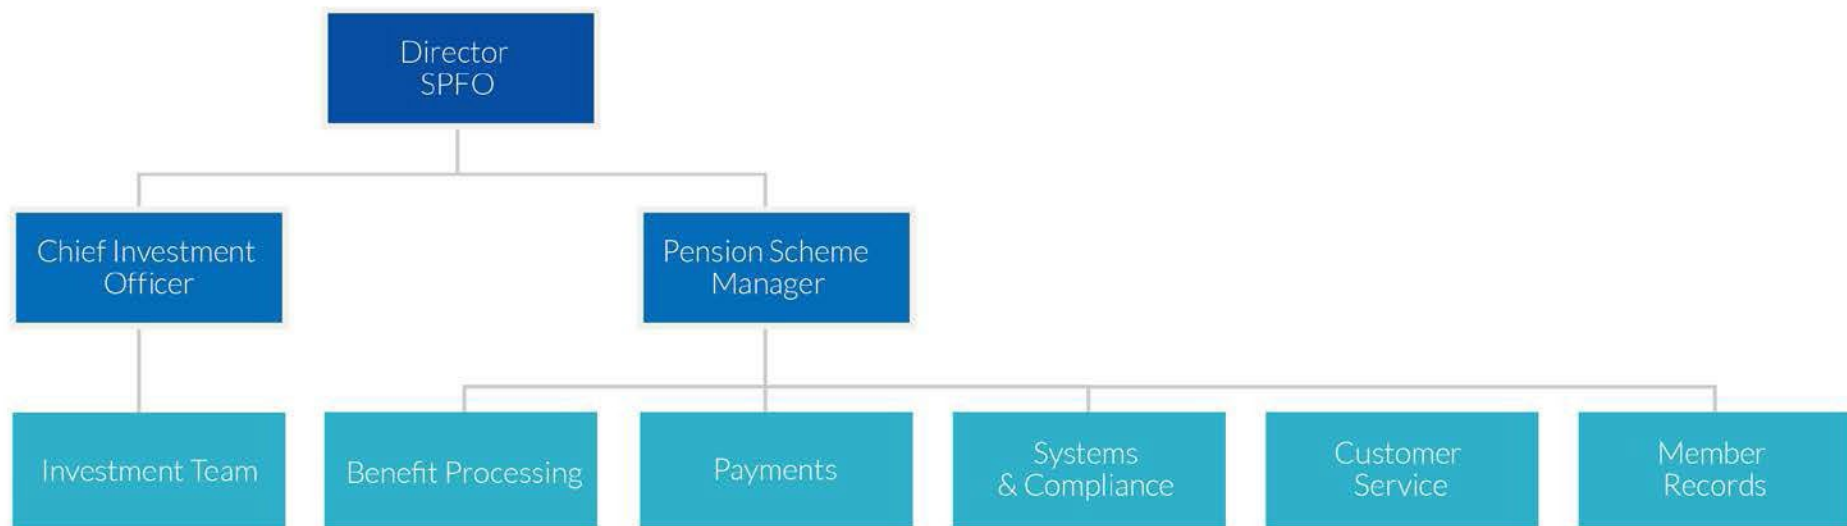 Director
SPFO
Chief Investment
Officer
Pension Scheme
Manager
Investment Team
Benefit Processing
Payments
Systems
& Compliance
Customer
Service
Member
Records